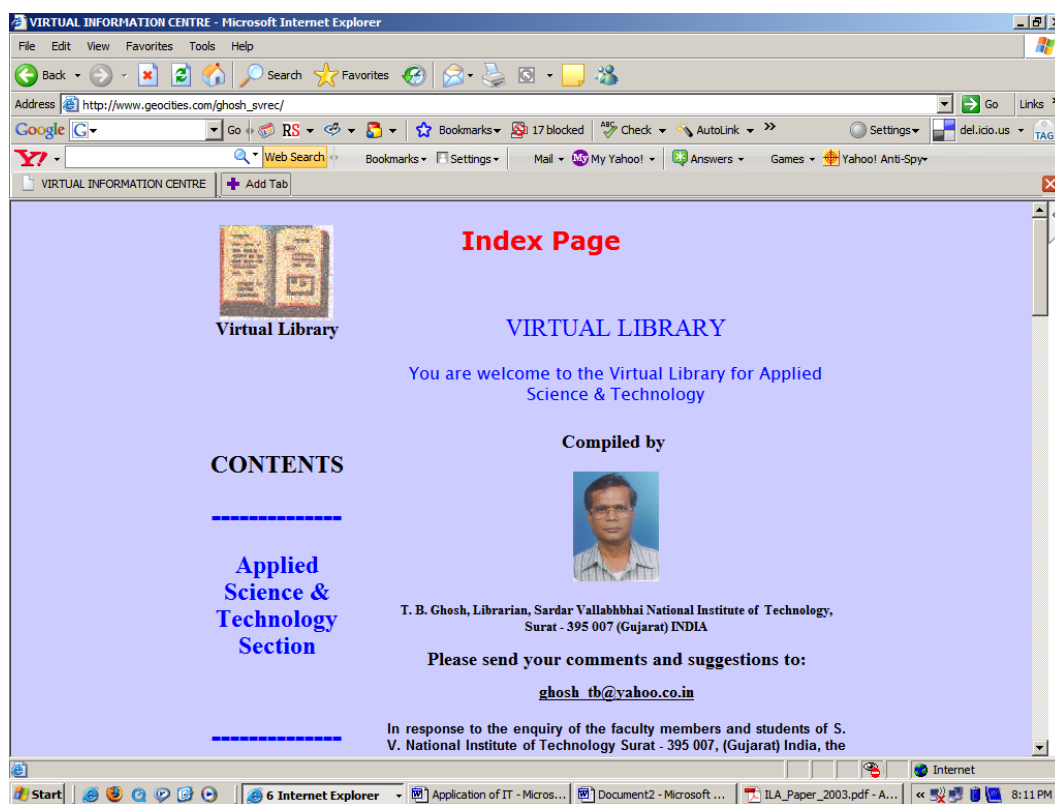 VIRTUAL INFORMATION CENTRE - Microsoft Internet Explorer
File Edit View Favorites Tools Help
Back Search Favorites
Address http://www.geocities.com/ghosh_svrec/ Go Links
Google G Go RS Bookmarks 17 blocked ABC Check AutoLink » Settings del.icio.us TAG
Y! Web Search Bookmarks Settings Mail My My Yahoo! Answers Games Yahoo! Anti-Spy
VIRTUAL INFORMATION CENTRE Add Tab
Index Page
Virtual Library
VIRTUAL LIBRARY
You are welcome to the Virtual Library for Applied
Science & Technology
Compiled by
CONTENTS
--------------
Applied
Science &
Technology
Section
--------------
T. B. Ghosh, Librarian, Sardar Vallabhbhai National Institute of Technology,
Surat - 395 007 (Gujarat) INDIA
Please send your comments and suggestions to:
ghosh_tb@yahoo.co.in
In response to the enquiry of the faculty members and students of S.
V. National Institute of Technology Surat - 395 007, (Gujarat) India, the
Internet
Start 6 Internet Explorer Application of IT - Micros... Document2 - Microsoft ... ILA_Paper_2003.pdf - A... « 8:11 PM